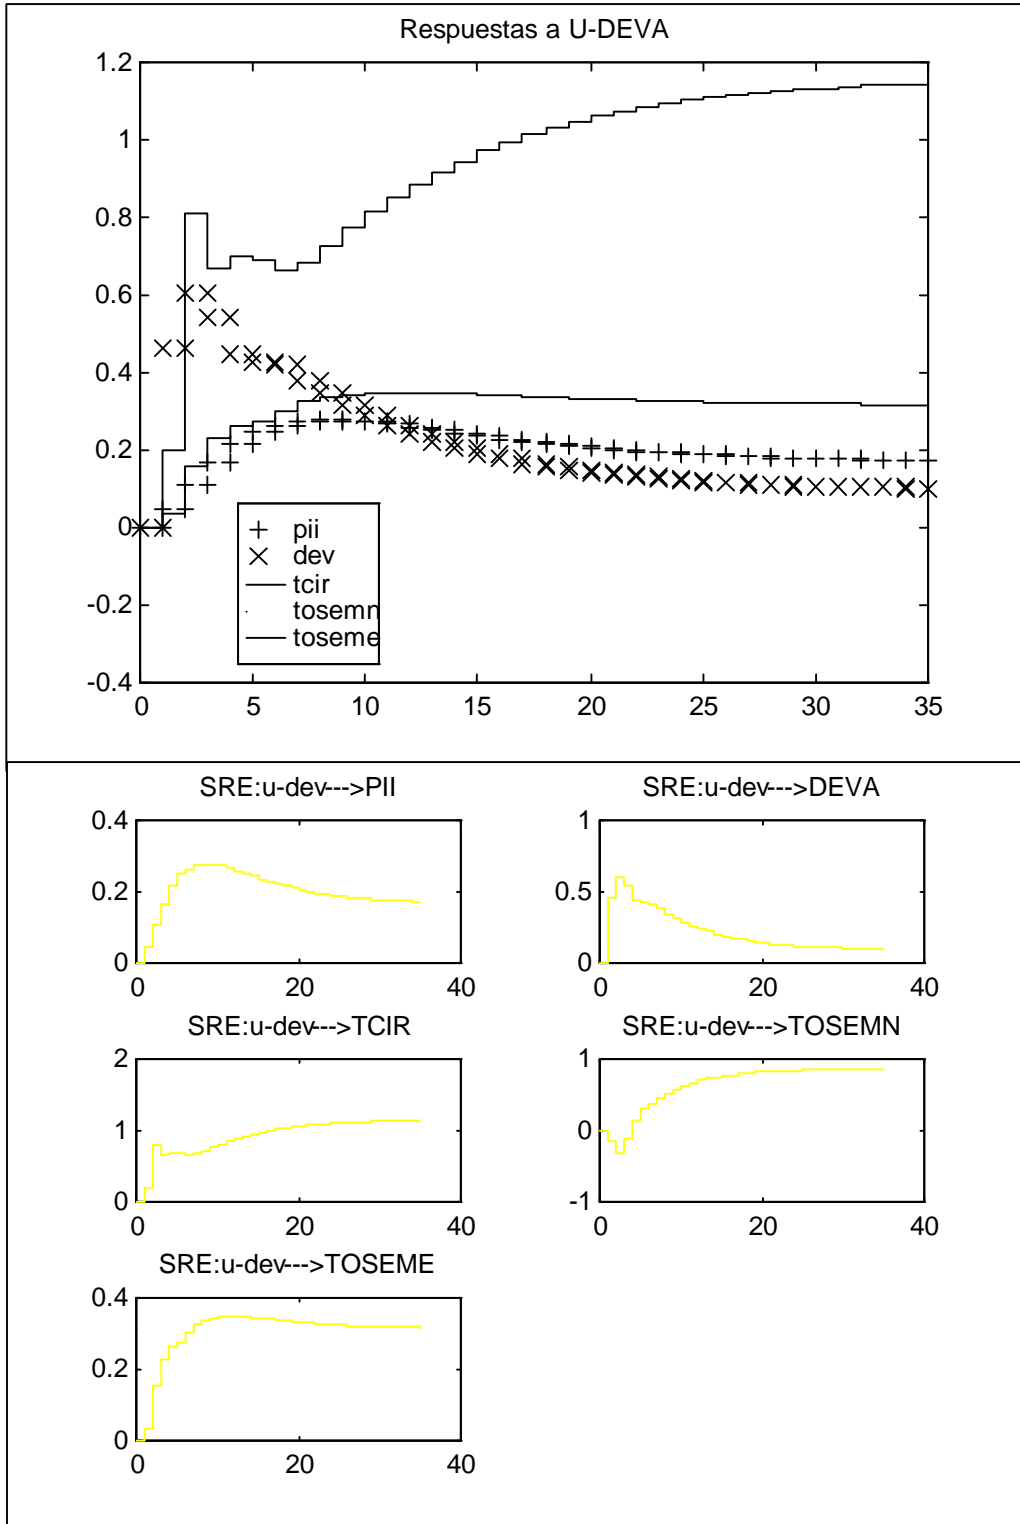 Respuestas a U-DEVA
1.2
1
0.8
0.6
0.4
0.2
0
-0.2
-0.4
pii
dev
tcir
tosemn
toseme
0 5 10 15 20 25 30 35
SRE:u-dev--->PII
0.4
0.2
0
0 20 40
SRE:u-dev--->DEVA
1
0.5
0
0 20 40
SRE:u-dev--->TCIR
2
1
0
0 20 40
SRE:u-dev--->TOSEMN
1
0
-1
0 20 40
SRE:u-dev--->TOSEME
0.4
0.2
0
0 20 40